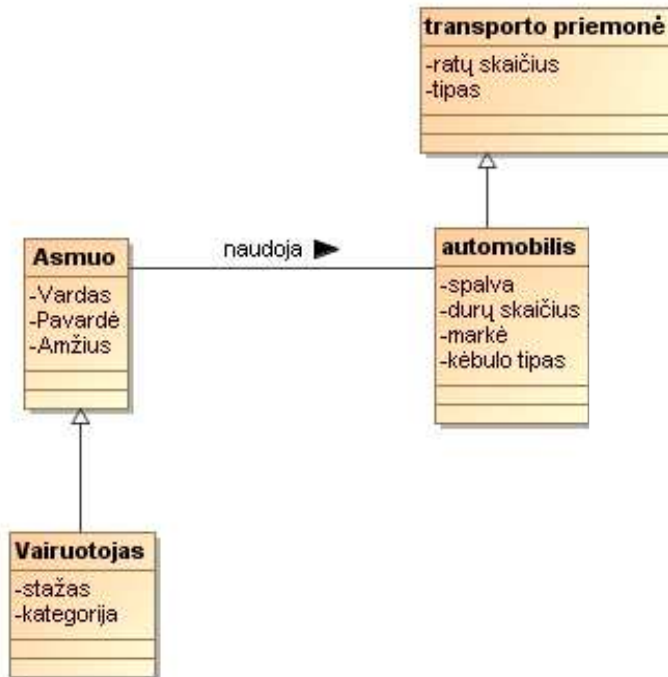 transporto priemonė
-ratų skaičius
-tipas
Asmuo
-Vardas
-Pavardė
-Amžius
naudoja
automobilis
-spalva
-durų skaičius
-markė
-kėbulo tipas
Vairuotojas
-stažas
-kategorija